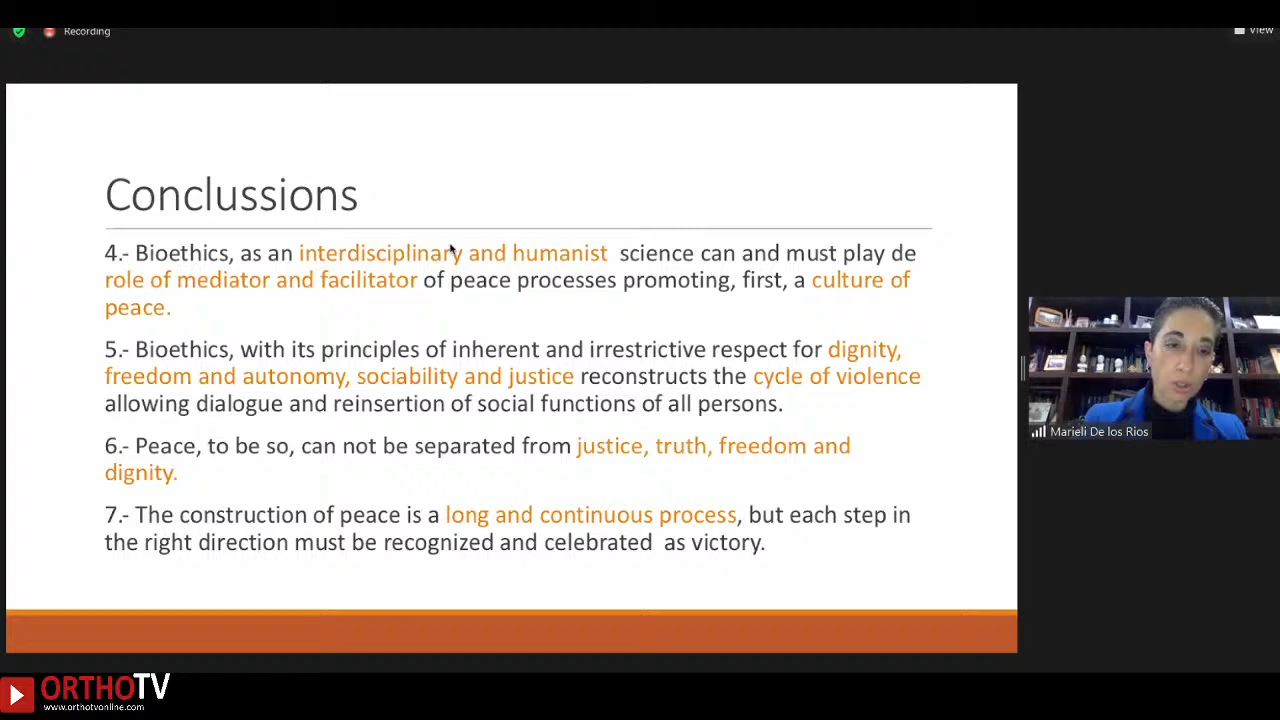 Recording
View
Conclussions
4.- Bioethics, as an interdisciplinary and humanist science can and must play de
role of mediator and facilitator of peace processes promoting, first, a culture of
peace.
5.- Bioethics, with its principles of inherent and irrestrictive respect for dignity,
freedom and autonomy, sociability and justice reconstructs the cycle of violence
allowing dialogue and reinsertion of social functions of all persons.
6.- Peace, to be so, can not be separated from justice, truth, freedom and
dignity.
7.- The construction of peace is a long and continuous process, but each step in
the right direction must be recognized and celebrated as victory.
Marieli De los Rios
ORTHOTV
www.orthotvonline.com